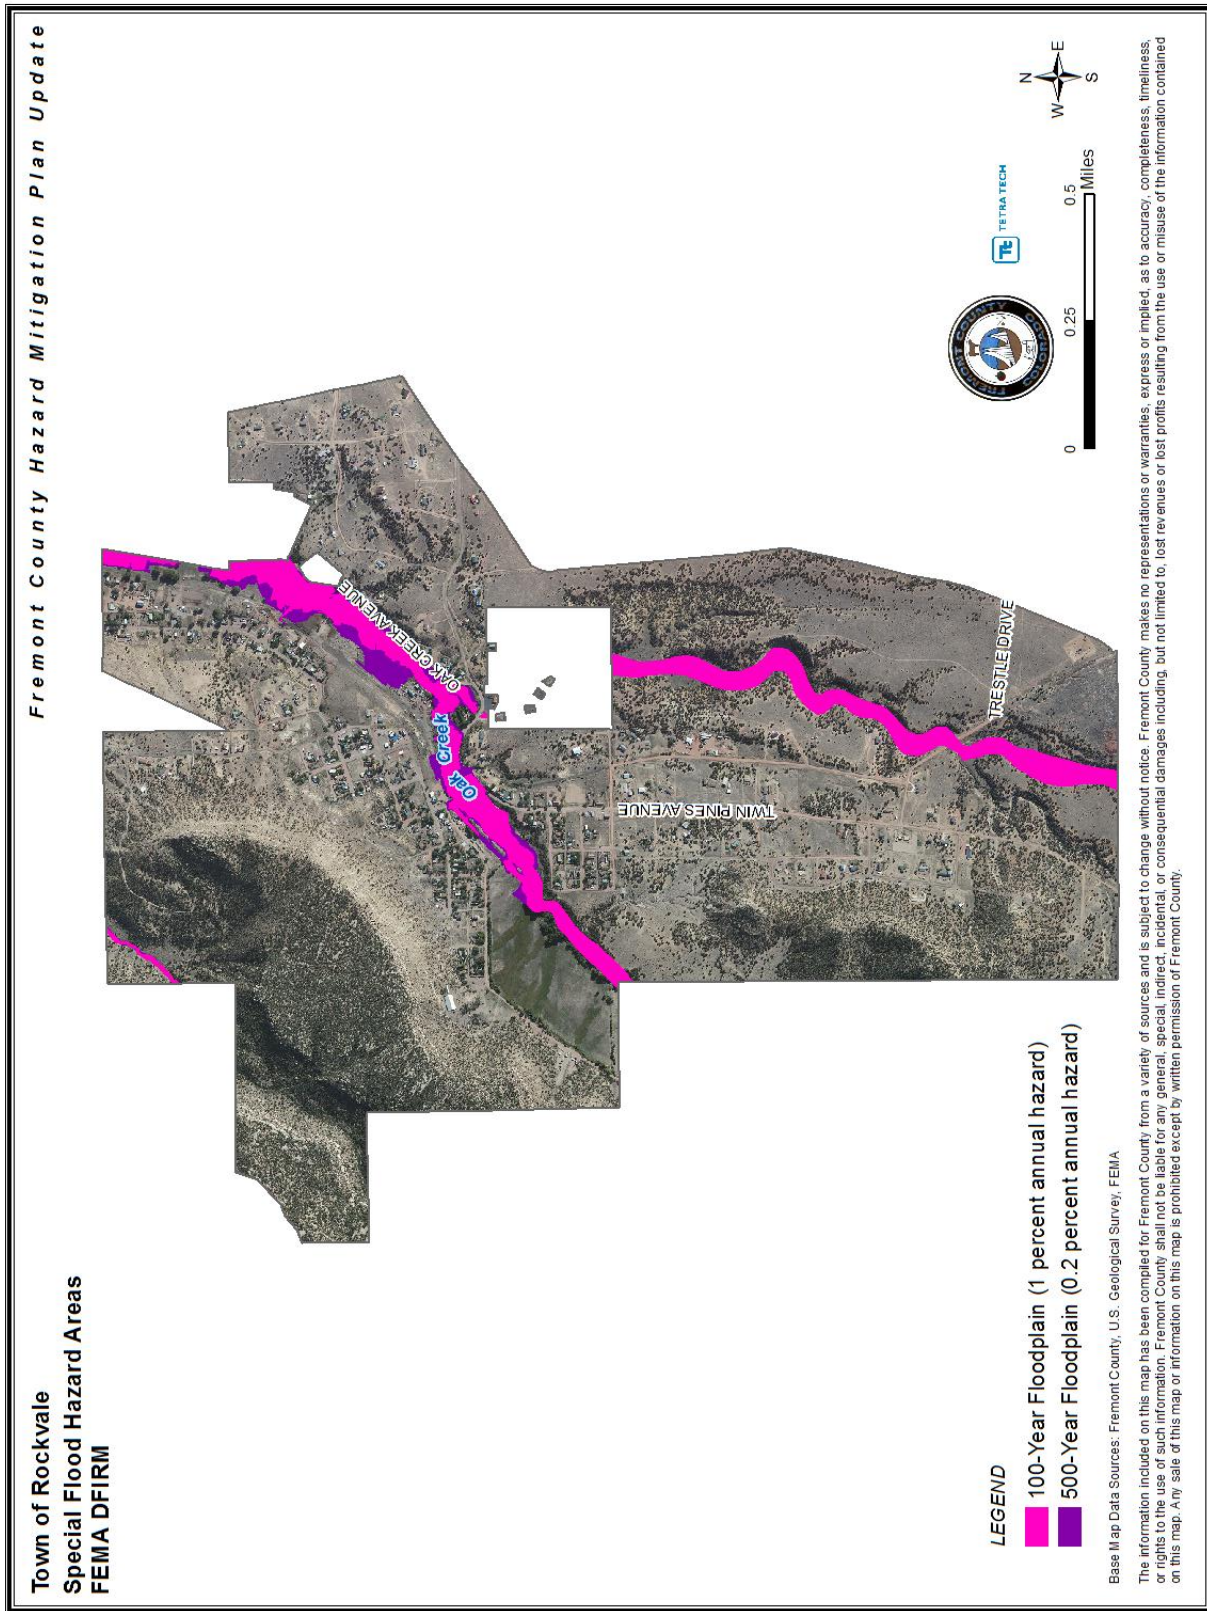 Fremont County Hazard Mitigation Plan Update
Town of Rockvale
Special Flood Hazard Areas
FEMA DFIRM
OAK CREEK AVENUE
Oak Creek
TWIN PINES AVENUE
TRESTLE DRIVE
LEGEND
100-Year Floodplain (1 percent annual hazard)
500-Year Floodplain (0.2 percent annual hazard)
FREMONT COUNTY
COLORADO
Tt TETRA TECH
N
W E
S
0 0.25 0.5
Miles
Base Map Data Sources: Fremont County, U.S. Geological Survey, FEMA
The information included on this map has been compiled for Fremont County from a variety of sources and is subject to change without notice. Fremont County makes no representations or warranties, express or implied, as to accuracy, completeness, timeliness,
or rights to the use of such information. Fremont County shall not be liable for any general, special, indirect, incidental, or consequential damages including, but not limited to, lost revenues or lost profits resulting from the use or misuse of the information contained
on this map. Any sale of this map or information on this map is prohibited except by written permission of Fremont County.